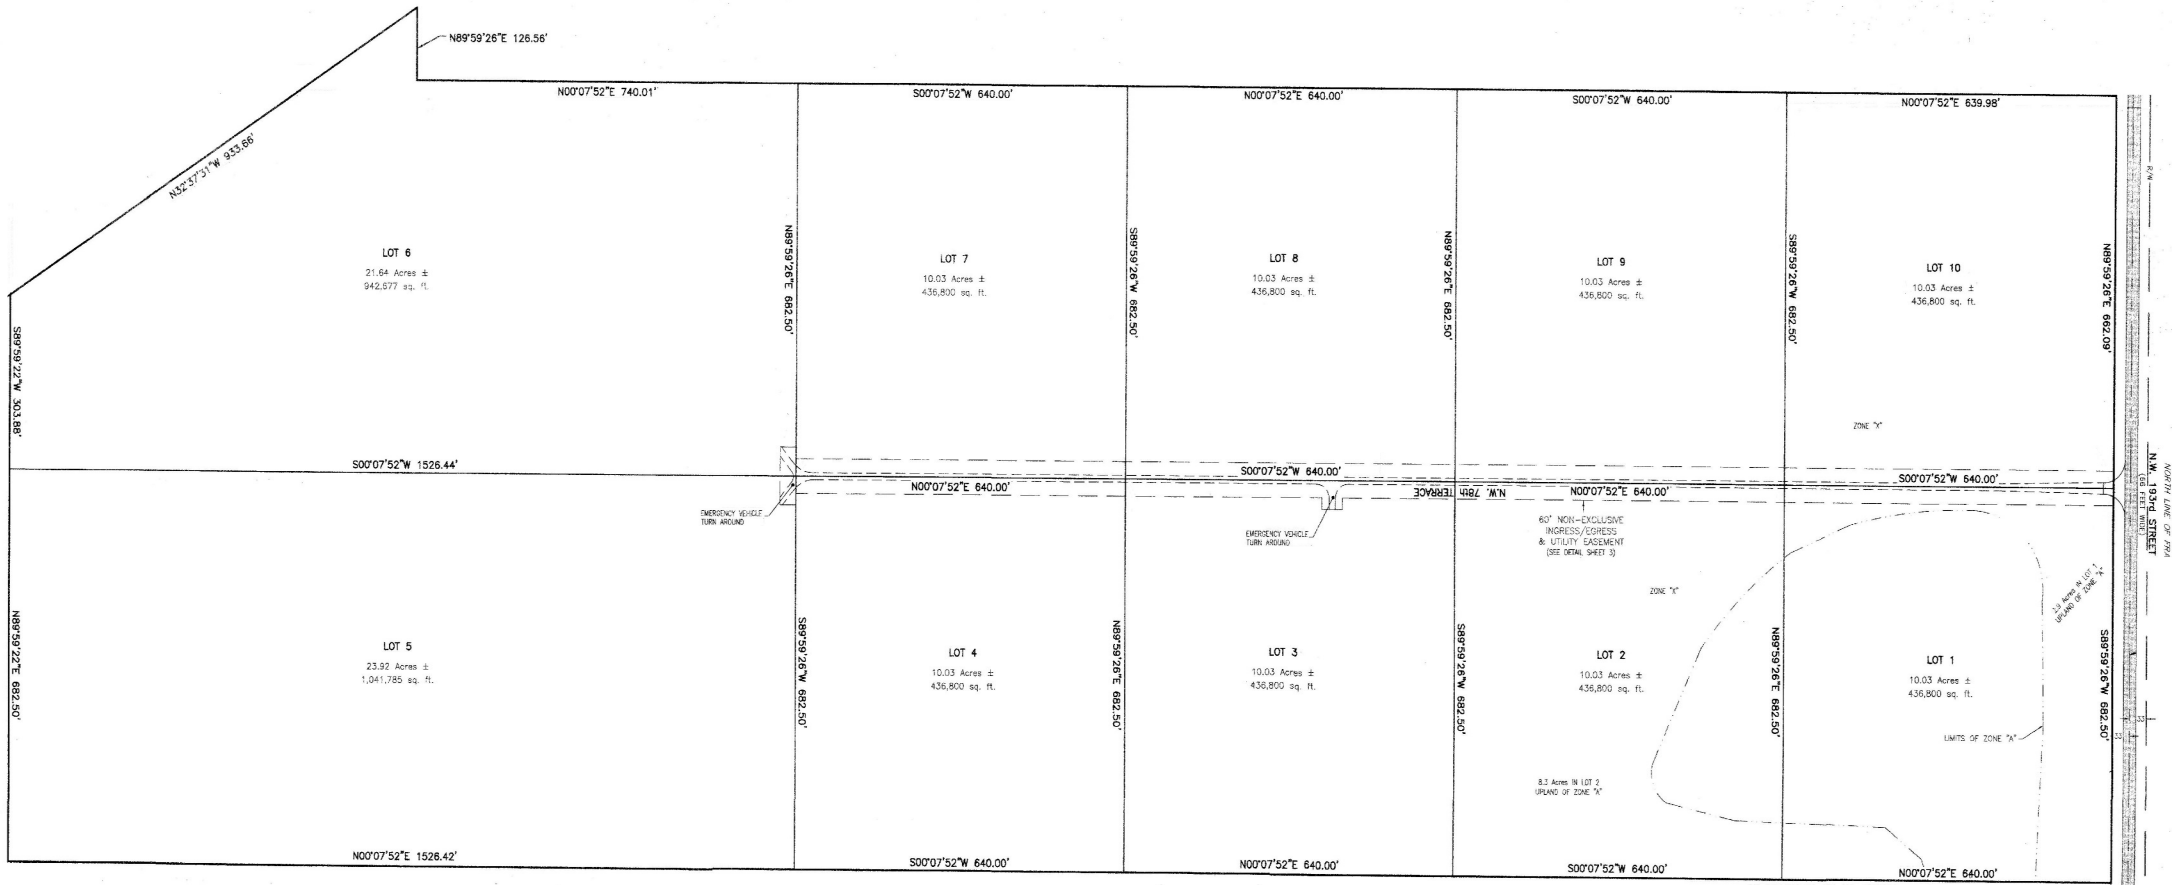 N89°59'26"E 126.56'
N00°07'52"E 740.01'
S00°07'52"W 640.00'
N00°07'52"E 640.00'
S00°07'52"W 640.00'
N00°07'52"E 639.98'
N32°37'31"W 933.66'
R/W
LOT 6
21.64 Acres ±
942,677 sq. ft.
N89°59'26"E 682.50'
LOT 7
10.03 Acres ±
436,800 sq. ft.
S89°59'26"W 682.50'
LOT 8
10.03 Acres ±
436,800 sq. ft.
N89°59'26"E 682.50'
LOT 9
10.03 Acres ±
436,800 sq. ft.
S89°59'26"W 682.50'
LOT 10
10.03 Acres ±
436,800 sq. ft.
N89°59'26"E 662.09'
S89°59'22"W 303.88'
ZONE "X"
S00°07'52"W 1526.44'
S00°07'52"W 640.00'
S00°07'52"W 640.00'
N00°07'52"E 640.00'
N.W. 78th TERRACE
N00°07'52"E 640.00'
NORTH LINE OF FRA
N.W. 193rd STREET
(66 FEET WIDE)
EMERGENCY VEHICLE
TURN AROUND
EMERGENCY VEHICLE
TURN AROUND
60' NON-EXCLUSIVE
INGRESS/EGRESS
& UTILITY EASEMENT
(SEE DETAIL SHEET 3)
ZONE "X"
2.9 Acres IN LOT 1
UPLAND OF ZONE "A"
N89°59'22"E 682.50'
LOT 5
23.92 Acres ±
1,041,785 sq. ft.
S89°59'26"W 682.50'
LOT 4
10.03 Acres ±
436,800 sq. ft.
N89°59'26"E 682.50'
LOT 3
10.03 Acres ±
436,800 sq. ft.
S89°59'26"W 682.50'
LOT 2
10.03 Acres ±
436,800 sq. ft.
N89°59'26"E 682.50'
LOT 1
10.03 Acres ±
436,800 sq. ft.
S89°59'26"W 682.50'
33
33
LIMITS OF ZONE "A"
8.3 Acres IN LOT 2
UPLAND OF ZONE "A"
N00°07'52"E 1526.42'
S00°07'52"W 640.00'
N00°07'52"E 640.00'
S00°07'52"W 640.00'
N00°07'52"E 640.00'